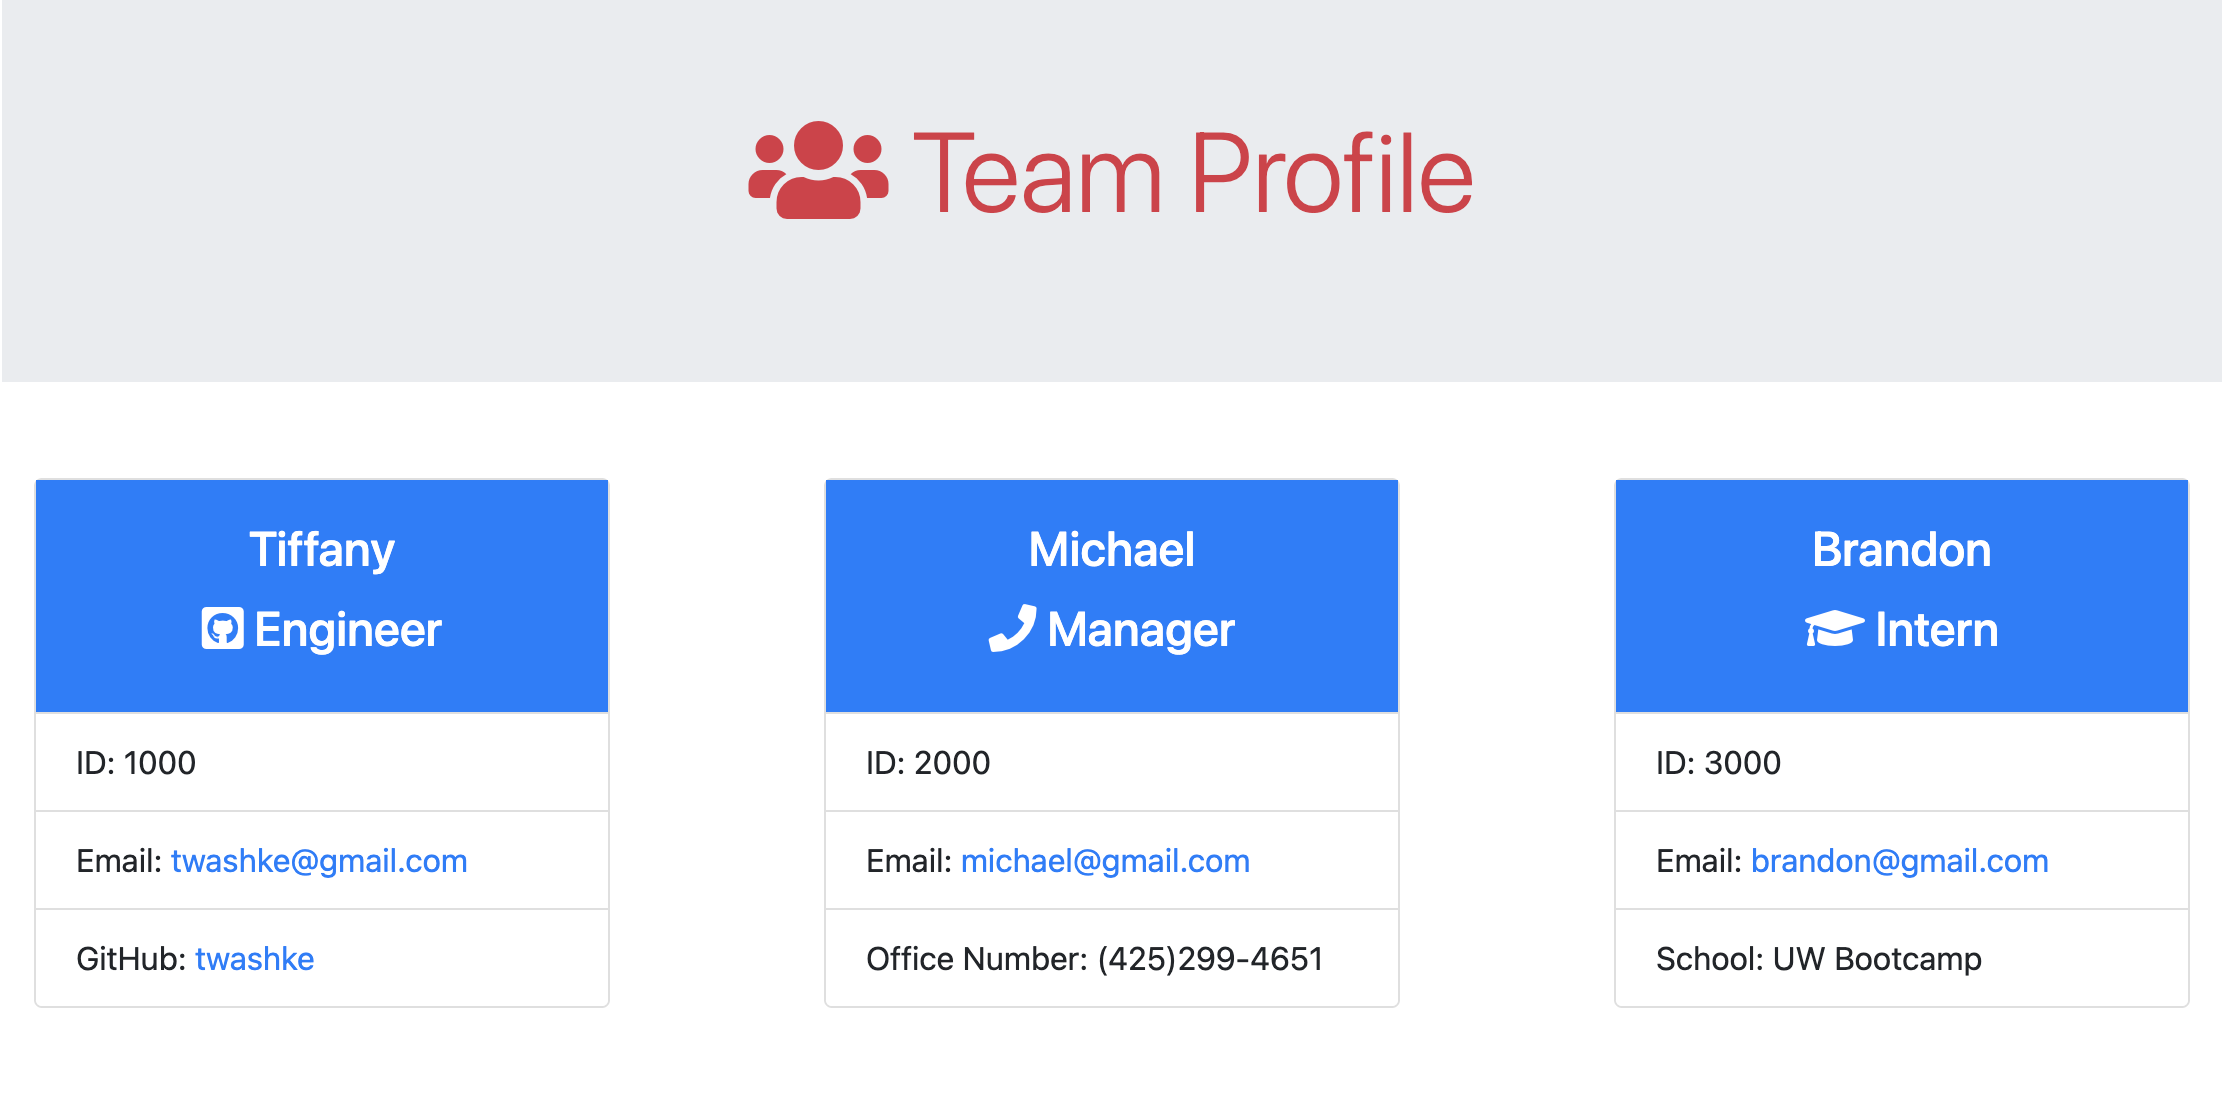 Team Profile
Tiffany
Engineer
ID: 1000
Email: twashke@gmail.com
GitHub: twashke
Michael
Manager
ID: 2000
Email: michael@gmail.com
Office Number: (425)299-4651
Brandon
Intern
ID: 3000
Email: brandon@gmail.com
School: UW Bootcamp